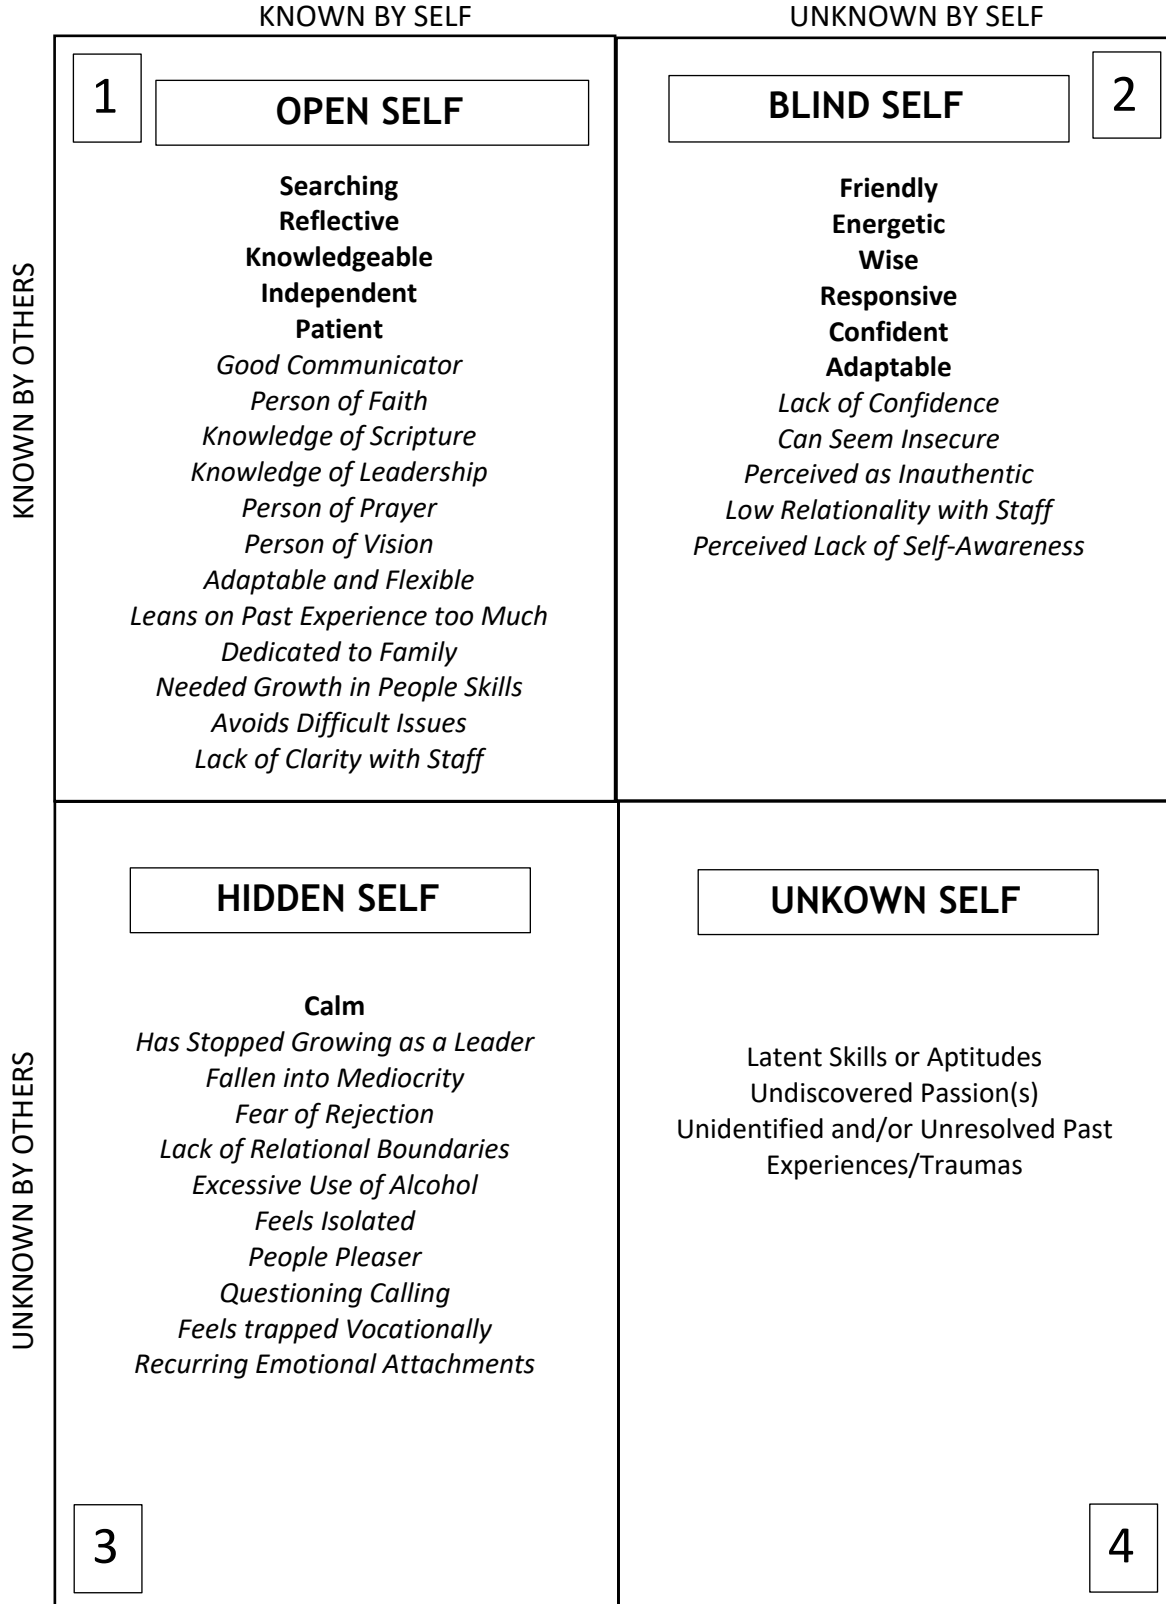 KNOWN BY SELF
UNKNOWN BY SELF
KNOWN BY OTHERS
1
OPEN SELF
Searching
Reflective
Knowledgeable
Independent
Patient
Good Communicator
Person of Faith
Knowledge of Scripture
Knowledge of Leadership
Person of Prayer
Person of Vision
Adaptable and Flexible
Leans on Past Experience too Much
Dedicated to Family
Needed Growth in People Skills
Avoids Difficult Issues
Lack of Clarity with Staff
BLIND SELF
2
Friendly
Energetic
Wise
Responsive
Confident
Adaptable
Lack of Confidence
Can Seem Insecure
Perceived as Inauthentic
Low Relationality with Staff
Perceived Lack of Self-Awareness
UNKNOWN BY OTHERS
HIDDEN SELF
Calm
Has Stopped Growing as a Leader
Fallen into Mediocrity
Fear of Rejection
Lack of Relational Boundaries
Excessive Use of Alcohol
Feels Isolated
People Pleaser
Questioning Calling
Feels trapped Vocationally
Recurring Emotional Attachments
3
UNKOWN SELF
Latent Skills or Aptitudes
Undiscovered Passion(s)
Unidentified and/or Unresolved Past
Experiences/Traumas
4